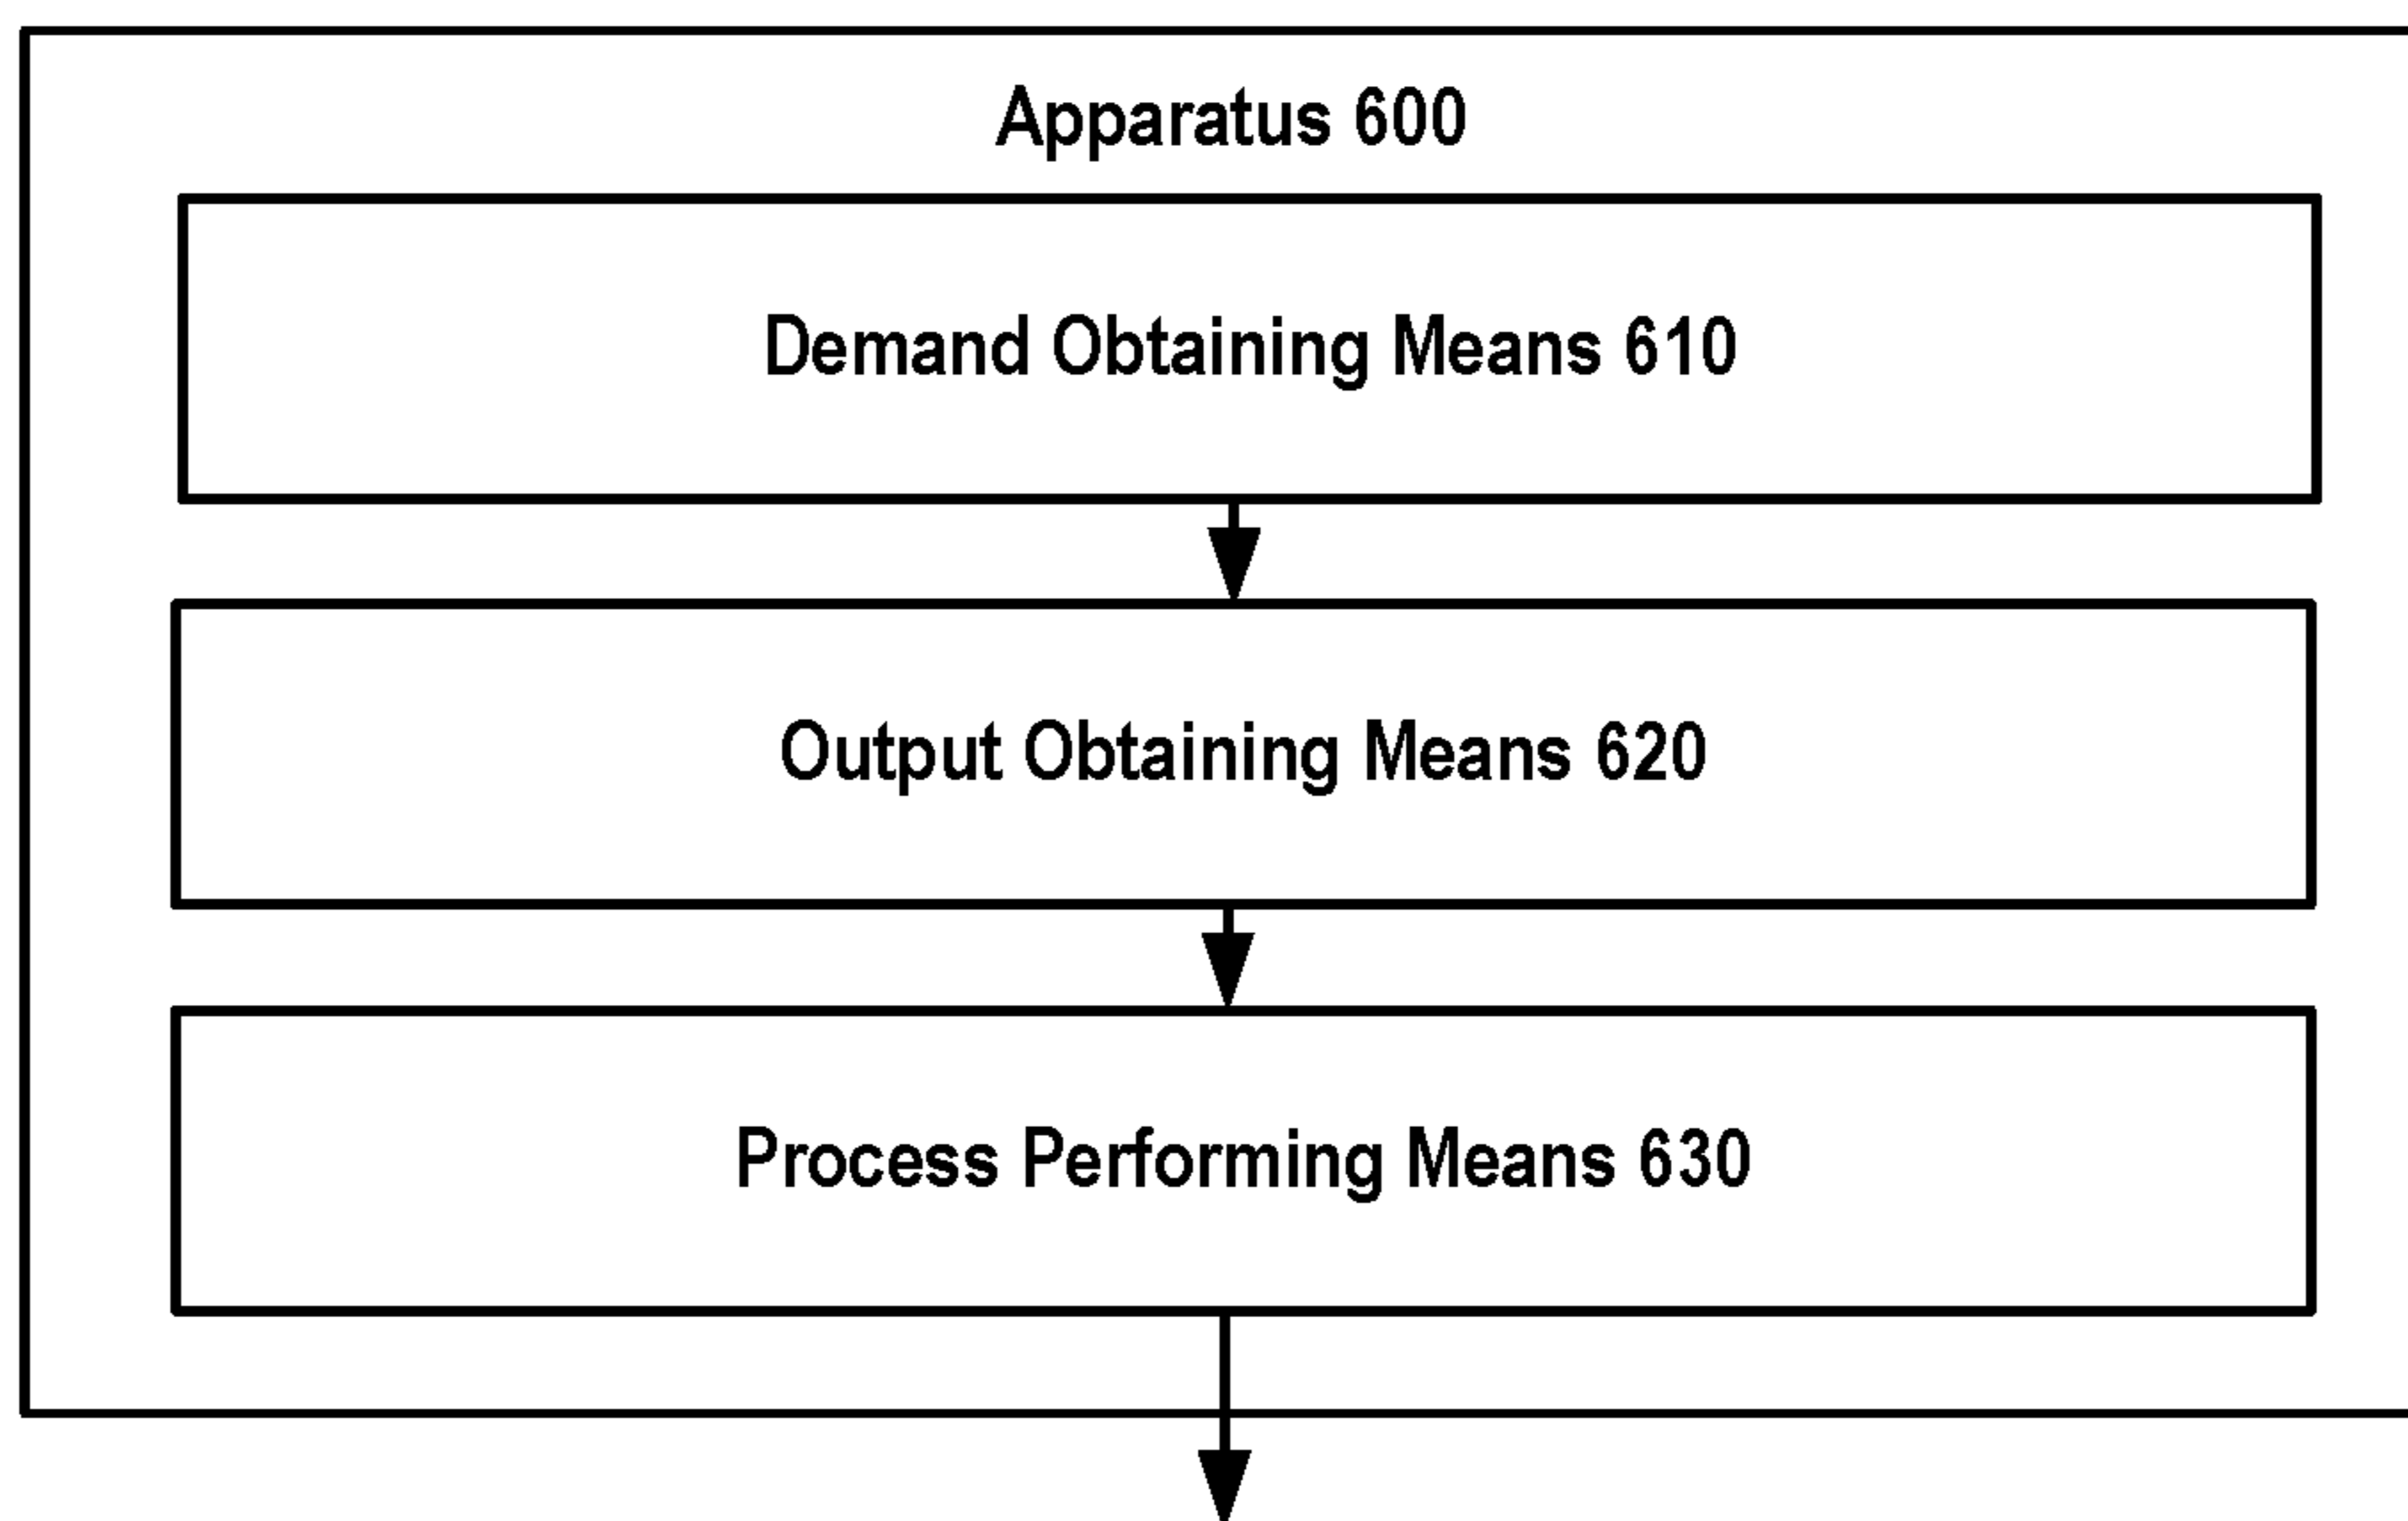 Apparatus 600
Demand Obtaining Means 610
Output Obtaining Means 620
Process Performing Means 630